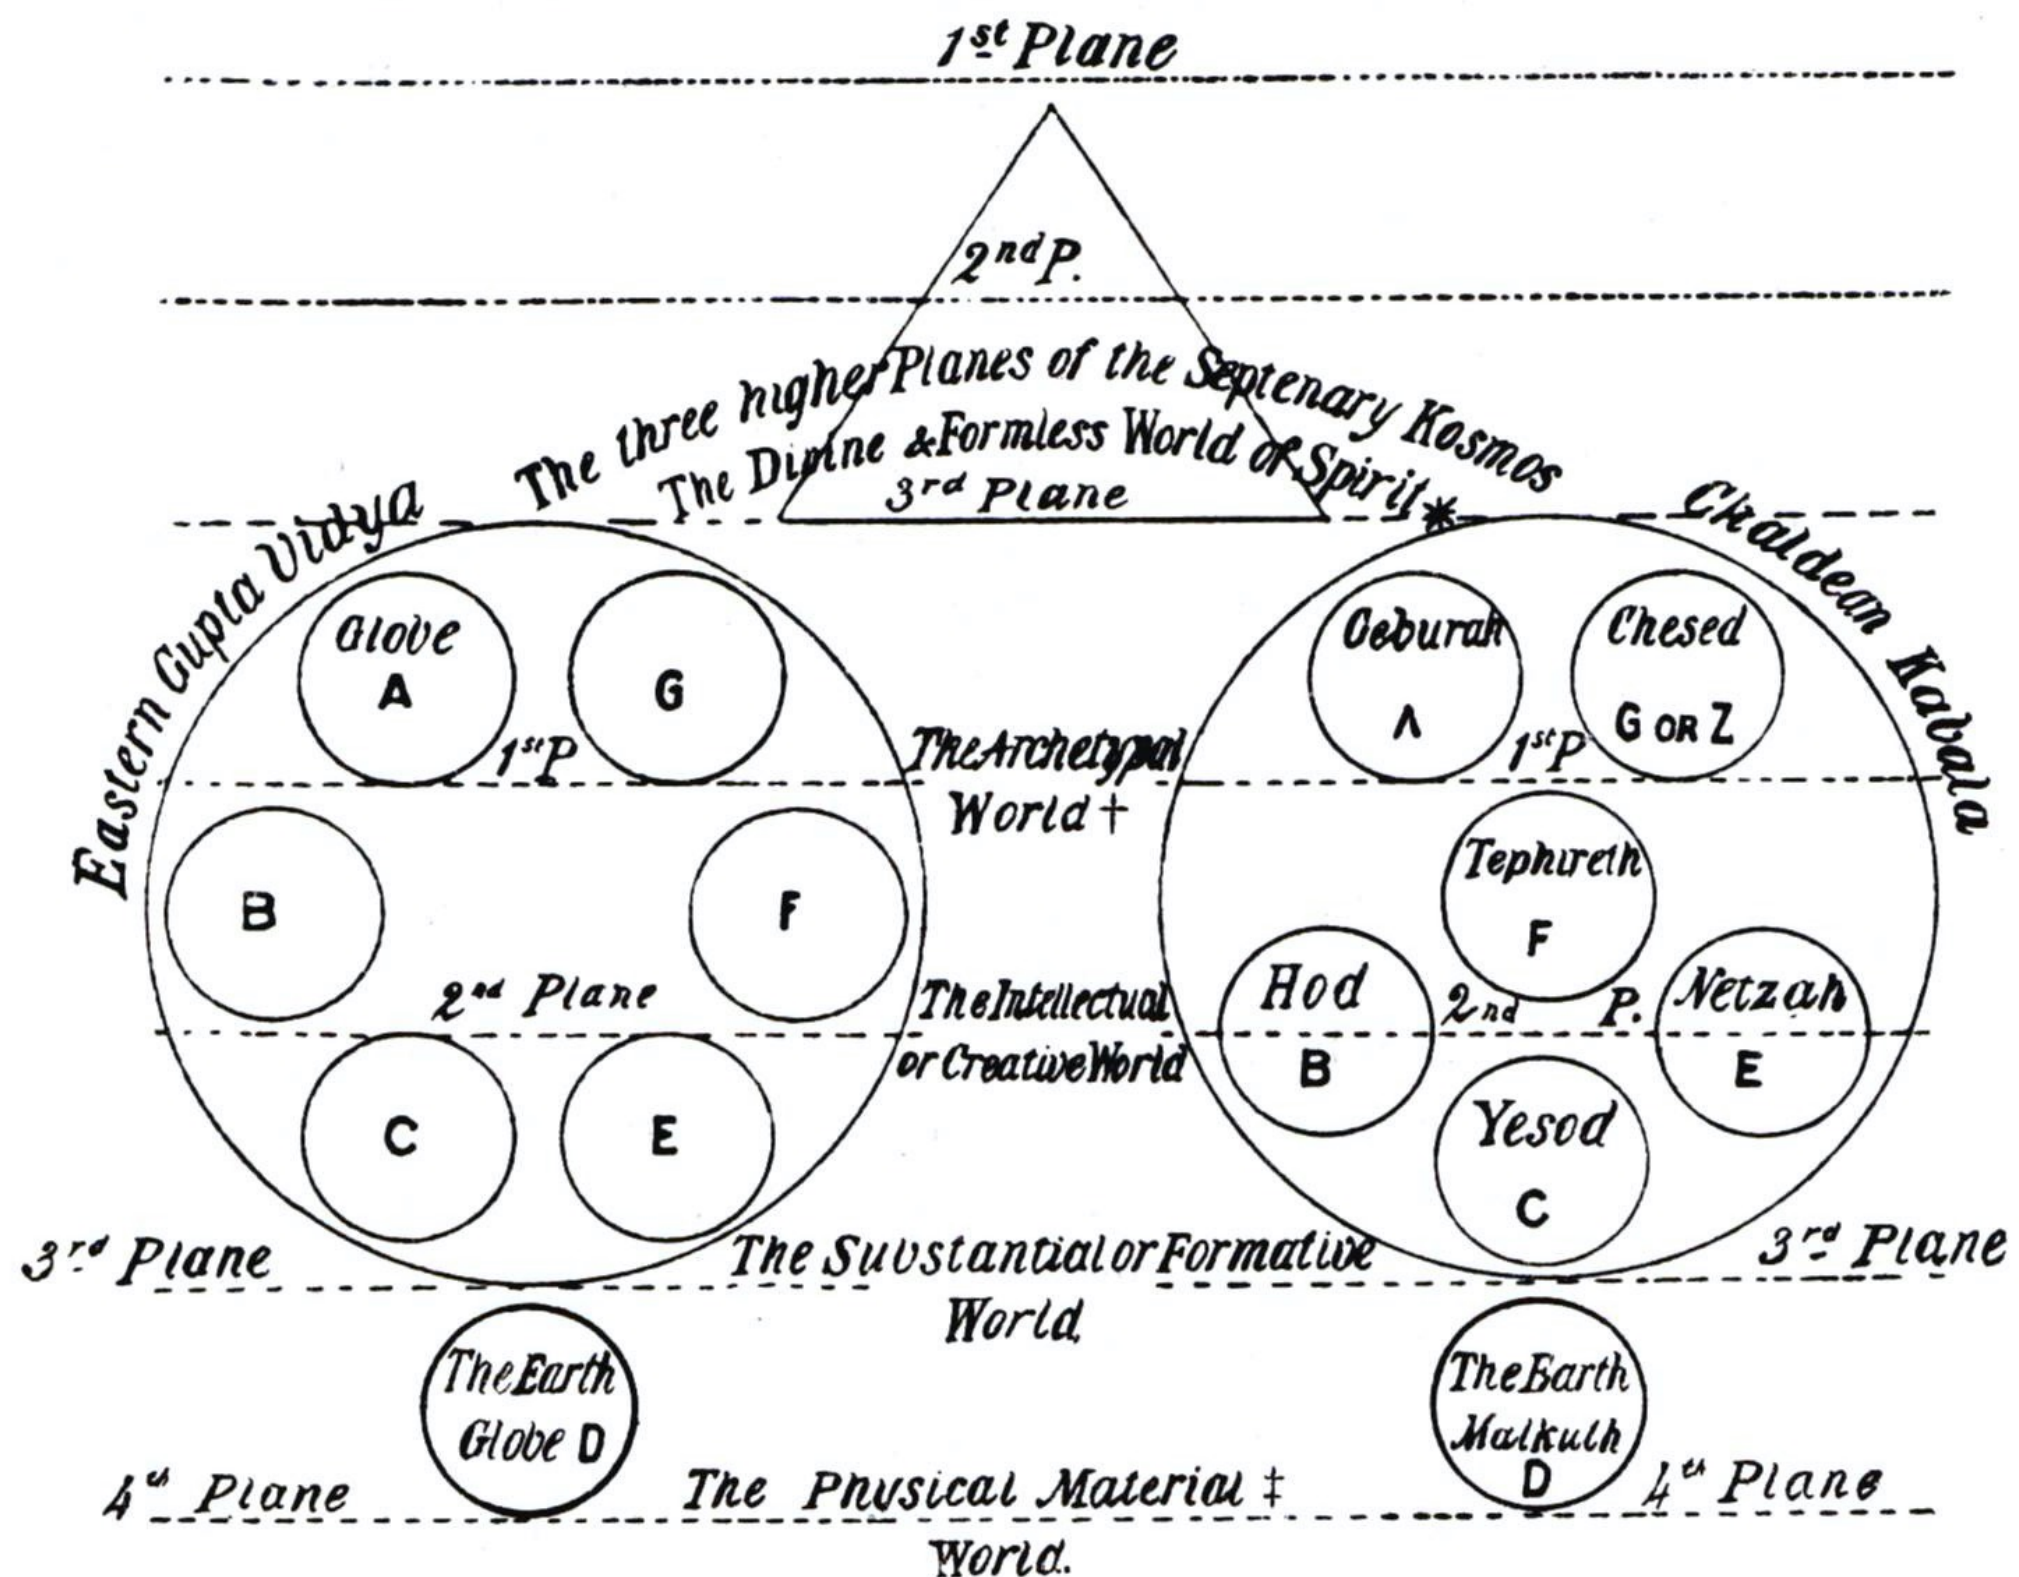 1st Plane
2nd P.
The three higher Planes of the Septenary Kosmos
The Divine & Formless World of Spirit *
3rd Plane
Eastern Gupta Vidya
Chaldean Kabala
Globe
A
G
1st P
Geburah
A
Chesed
G OR Z
1st P
The Archetypal
World †
B
F
Tephireth
F
2nd Plane
The Intellectual
or Creative World
Hod
B
2nd P.
Netzah
E
C
E
Yesod
C
3rd Plane
The Substantial or Formative
World.
3rd Plane
The Earth
Globe D
The Earth
Malkuth
D
4th Plane
The Physical Material ‡
World.
4th Plane